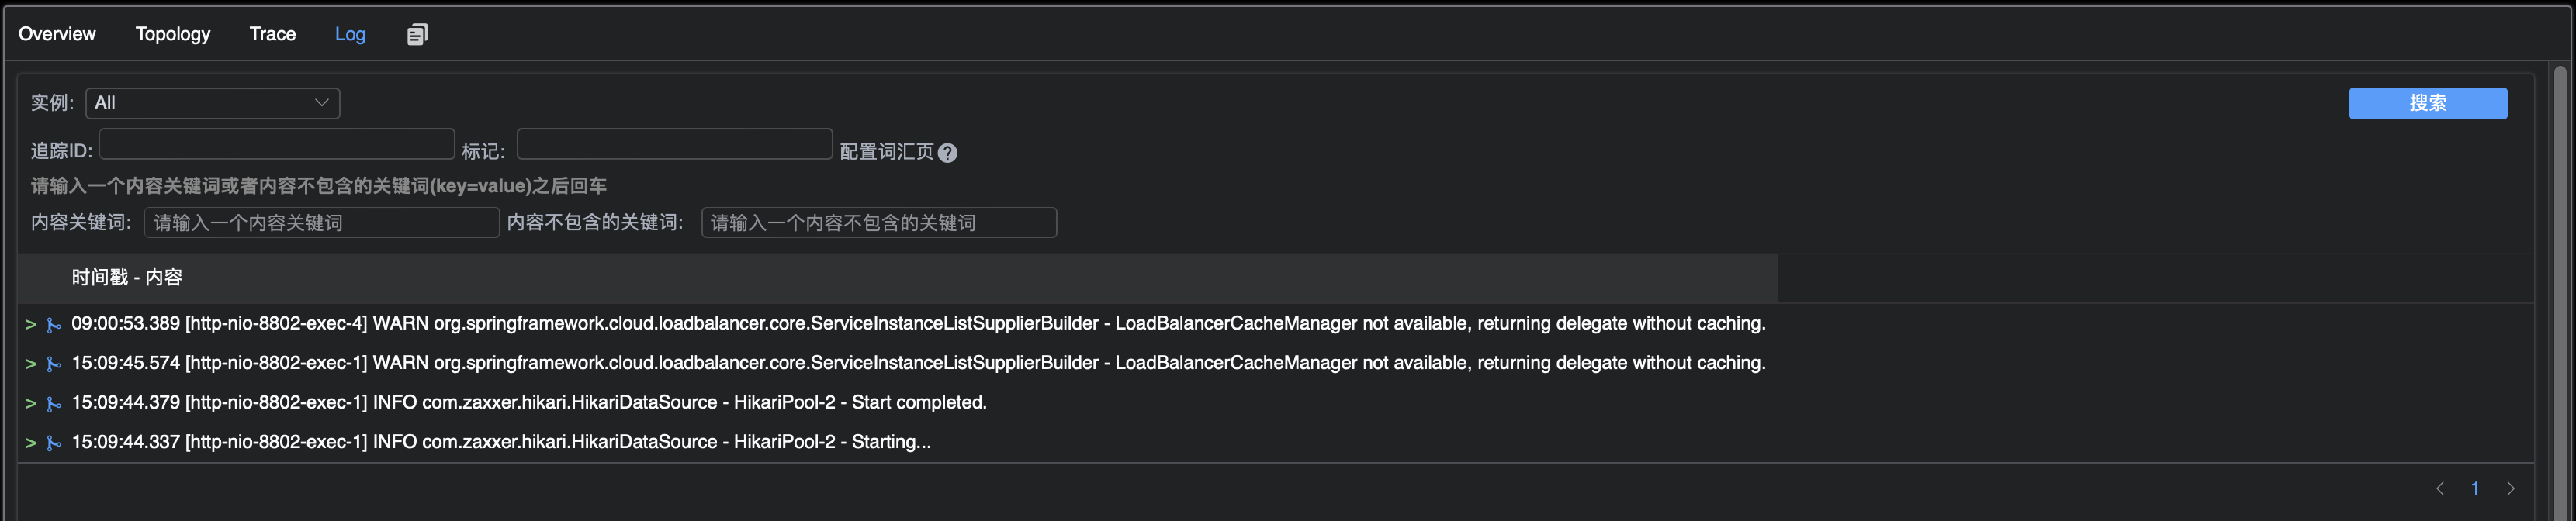 Overview Topology Trace Log
实例: All 搜索
追踪ID: 标记: 配置词汇页 ?
请输入一个内容关键词或者内容不包含的关键词(key=value)之后回车
内容关键词: 请输入一个内容关键词 内容不包含的关键词: 请输入一个内容不包含的关键词
时间戳 - 内容
> 09:00:53.389 [http-nio-8802-exec-4] WARN org.springframework.cloud.loadbalancer.core.ServiceInstanceListSupplierBuilder - LoadBalancerCacheManager not available, returning delegate without caching.
> 15:09:45.574 [http-nio-8802-exec-1] WARN org.springframework.cloud.loadbalancer.core.ServiceInstanceListSupplierBuilder - LoadBalancerCacheManager not available, returning delegate without caching.
> 15:09:44.379 [http-nio-8802-exec-1] INFO com.zaxxer.hikari.HikariDataSource - HikariPool-2 - Start completed.
> 15:09:44.337 [http-nio-8802-exec-1] INFO com.zaxxer.hikari.HikariDataSource - HikariPool-2 - Starting...
< 1 >